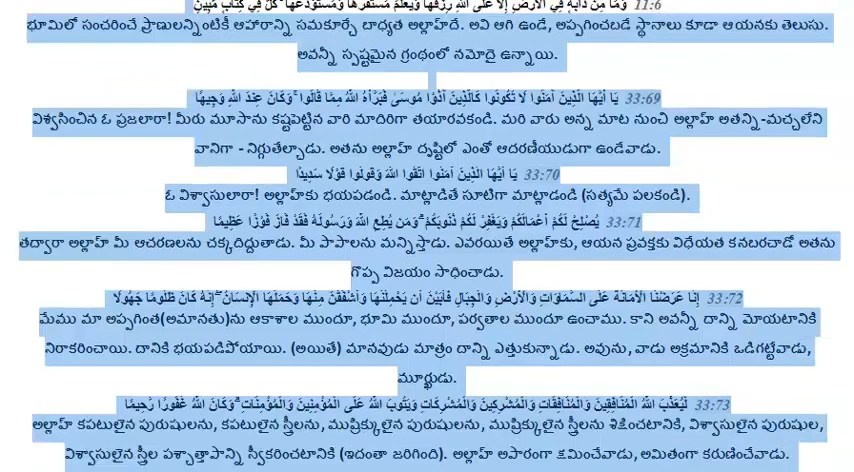 وَمَا مِن دَابَّةٍ فِي الْأَرْضِ إِلَّا عَلَى اللَّهِ رِزْقُهَا وَيَعْلَمُ مُسْتَقَرَّهَا وَمُسْتَوْدَعَهَا ۚ كُلٌّ فِي كِتَابٍ مُّبِينٍ 11:6
భూమిలో సంచరించే ప్రాణులన్నింటికీ ఆహారాన్ని సమకూర్చే బాధ్యత అల్లాహ్‌దే. అవి ఆగి ఉండే, అప్పగించబడే స్థానాలు కూడా ఆయనకు తెలుసు.
అవన్నీ స్పష్టమైన గ్రంథంలో నమోదై ఉన్నాయి.
يَا أَيُّهَا الَّذِينَ آمَنُوا لَا تَكُونُوا كَالَّذِينَ آذَوْا مُوسَىٰ فَبَرَّأَهُ اللَّهُ مِمَّا قَالُوا ۚ وَكَانَ عِندَ اللَّهِ وَجِيهًا 33:69
విశ్వసించిన ఓ ప్రజలారా! మీరు మూసాను కష్టపెట్టిన వారి మాదిరిగా తయారవకండి. మరి వారు అన్న మాట నుంచి అల్లాహ్ అతన్ని -మచ్చలేని
వానిగా - నిగ్గుతేల్చాడు. అతను అల్లాహ్ దృష్టిలో ఎంతో ఆదరణీయుడుగా ఉండేవాడు.
يَا أَيُّهَا الَّذِينَ آمَنُوا اتَّقُوا اللَّهَ وَقُولُوا قَوْلًا سَدِيدًا 33:70
ఓ విశ్వాసులారా! అల్లాహ్‌కు భయపడండి. మాట్లాడితే సూటిగా మాట్లాడండి (సత్యమే పలకండి).
يُصْلِحْ لَكُمْ أَعْمَالَكُمْ وَيَغْفِرْ لَكُمْ ذُنُوبَكُمْ ۗ وَمَن يُطِعِ اللَّهَ وَرَسُولَهُ فَقَدْ فَازَ فَوْزًا عَظِيمًا 33:71
తద్వారా అల్లాహ్ మీ ఆచరణలను చక్కదిద్దుతాడు. మీ పాపాలను మన్నిస్తాడు. ఎవరయితే అల్లాహ్‌కు, ఆయన ప్రవక్తకు విధేయత కనబరచాడో అతను
గొప్ప విజయం సాధించాడు.
إِنَّا عَرَضْنَا الْأَمَانَةَ عَلَى السَّمَاوَاتِ وَالْأَرْضِ وَالْجِبَالِ فَأَبَيْنَ أَن يَحْمِلْنَهَا وَأَشْفَقْنَ مِنْهَا وَحَمَلَهَا الْإِنسَانُ ۖ إِنَّهُ كَانَ ظَلُومًا جَهُولًا 33:72
మేము మా అప్పగింత(అమానతు)ను ఆకాశాల ముందూ, భూమి ముందూ, పర్వతాల ముందూ ఉంచాము. కాని అవన్నీ దాన్ని మోయటానికి
నిరాకరించాయి. దానికి భయపడిపోయాయి. (అయితే) మానవుడు మాత్రం దాన్ని ఎత్తుకున్నాడు. అవును, వాడు అక్రమానికి ఒడిగట్టేవాడు,
మూర్ఖుడు.
لِّيُعَذِّبَ اللَّهُ الْمُنَافِقِينَ وَالْمُنَافِقَاتِ وَالْمُشْرِكِينَ وَالْمُشْرِكَاتِ وَيَتُوبَ اللَّهُ عَلَى الْمُؤْمِنِينَ وَالْمُؤْمِنَاتِ ۗ وَكَانَ اللَّهُ غَفُورًا رَّحِيمًا 33:73
అల్లాహ్ కపటులైన పురుషులను, కపటులైన స్త్రీలను, ముష్రిక్కులైన పురుషులను, ముష్రిక్కులైన స్త్రీలను శిక్షించటానికి, విశ్వాసులైన పురుషుల,
విశ్వాసులైన స్త్రీల పశ్చాత్తాపాన్ని స్వీకరించటానికి (ఇదంతా జరిగింది). అల్లాహ్ అపారంగా క్షమించేవాడు, అమితంగా కరుణించేవాడు.